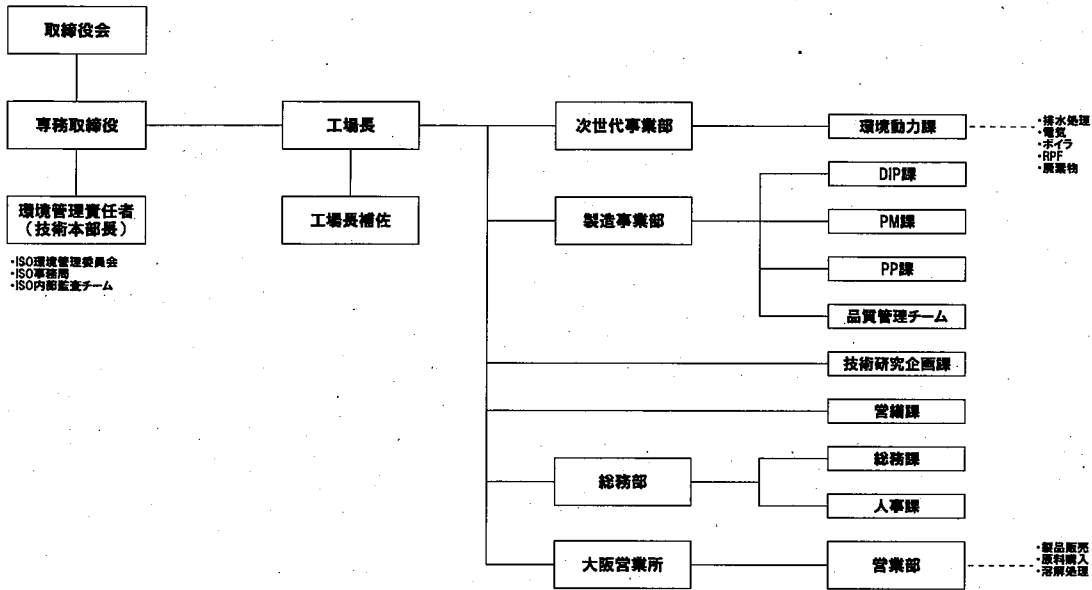 取締役会
専務取締役
工場長
次世代事業部
環境動力課
・排水処理
・電気
・ボイラ
・RPF
・廃棄物
環境管理責任者
（技術本部長）
・ISO環境管理委員会
・ISO事務局
・ISO内部監査チーム
工場長補佐
製造事業部
DIP課
PM課
PP課
品質管理チーム
技術研究企画課
営繕課
総務部
総務課
人事課
大阪営業所
営業部
・製品販売
・原料購入
・溶解処理